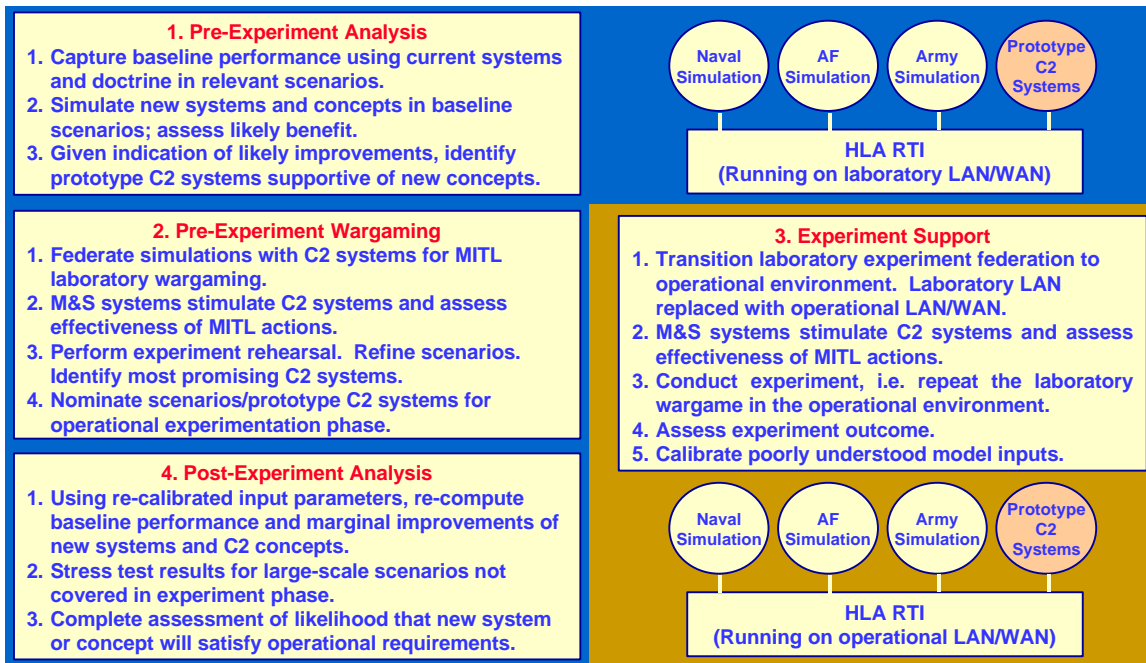 1. Pre-Experiment Analysis
1. Capture baseline performance using current systems
and doctrine in relevant scenarios.
2. Simulate new systems and concepts in baseline
scenarios; assess likely benefit.
3. Given indication of likely improvements, identify
prototype C2 systems supportive of new concepts.
Naval
Simulation
AF
Simulation
Army
Simulation
Prototype
C2
Systems
HLA RTI
(Running on laboratory LAN/WAN)
2. Pre-Experiment Wargaming
1. Federate simulations with C2 systems for MITL
laboratory wargaming.
2. M&S systems stimulate C2 systems and assess
effectiveness of MITL actions.
3. Perform experiment rehearsal. Refine scenarios.
Identify most promising C2 systems.
4. Nominate scenarios/prototype C2 systems for
operational experimentation phase.
3. Experiment Support
1. Transition laboratory experiment federation to
operational environment. Laboratory LAN
replaced with operational LAN/WAN.
2. M&S systems stimulate C2 systems and assess
effectiveness of MITL actions.
3. Conduct experiment, i.e. repeat the laboratory
wargame in the operational environment.
4. Assess experiment outcome.
5. Calibrate poorly understood model inputs.
4. Post-Experiment Analysis
1. Using re-calibrated input parameters, re-compute
baseline performance and marginal improvements of
new systems and C2 concepts.
2. Stress test results for large-scale scenarios not
covered in experiment phase.
3. Complete assessment of likelihood that new system
or concept will satisfy operational requirements.
Naval
Simulation
AF
Simulation
Army
Simulation
Prototype
C2
Systems
HLA RTI
(Running on operational LAN/WAN)